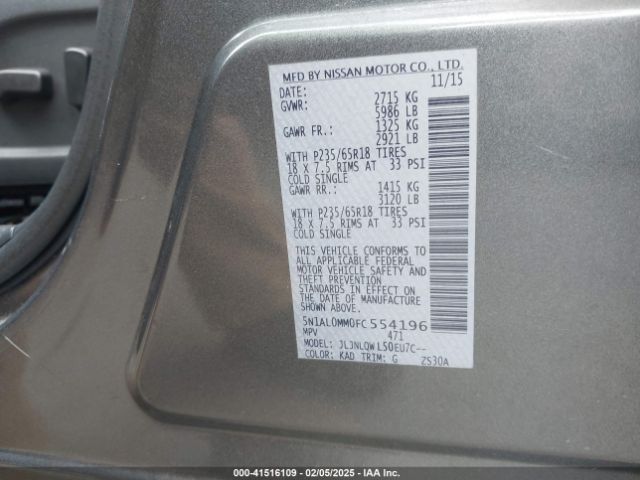 MFD BY NISSAN MOTOR CO., LTD.
DATE: 11/15
GVWR: 2715 KG
5986 LB
GAWR FR.: 1325 KG
2921 LB
WITH P235/65R18 TIRES
18 X 7.5 RIMS AT 33 PSI
COLD SINGLE
GAWR RR.: 1415 KG
3120 LB
WITH P235/65R18 TIRES
18 X 7.5 RIMS AT 33 PSI
COLD SINGLE
THIS VEHICLE CONFORMS TO
ALL APPLICABLE FEDERAL
MOTOR VEHICLE SAFETY AND
THEFT PREVENTION
STANDARDS IN EFFECT ON
THE DATE OF MANUFACTURE
SHOWN ABOVE.
5N1AL0MM0FC554196
MPV 471
MODEL: JLJNLQWL50EU7C--
COLOR: KAD TRIM: G ZS30A
000-41516109 — 02/05/2025 — IAA Inc.